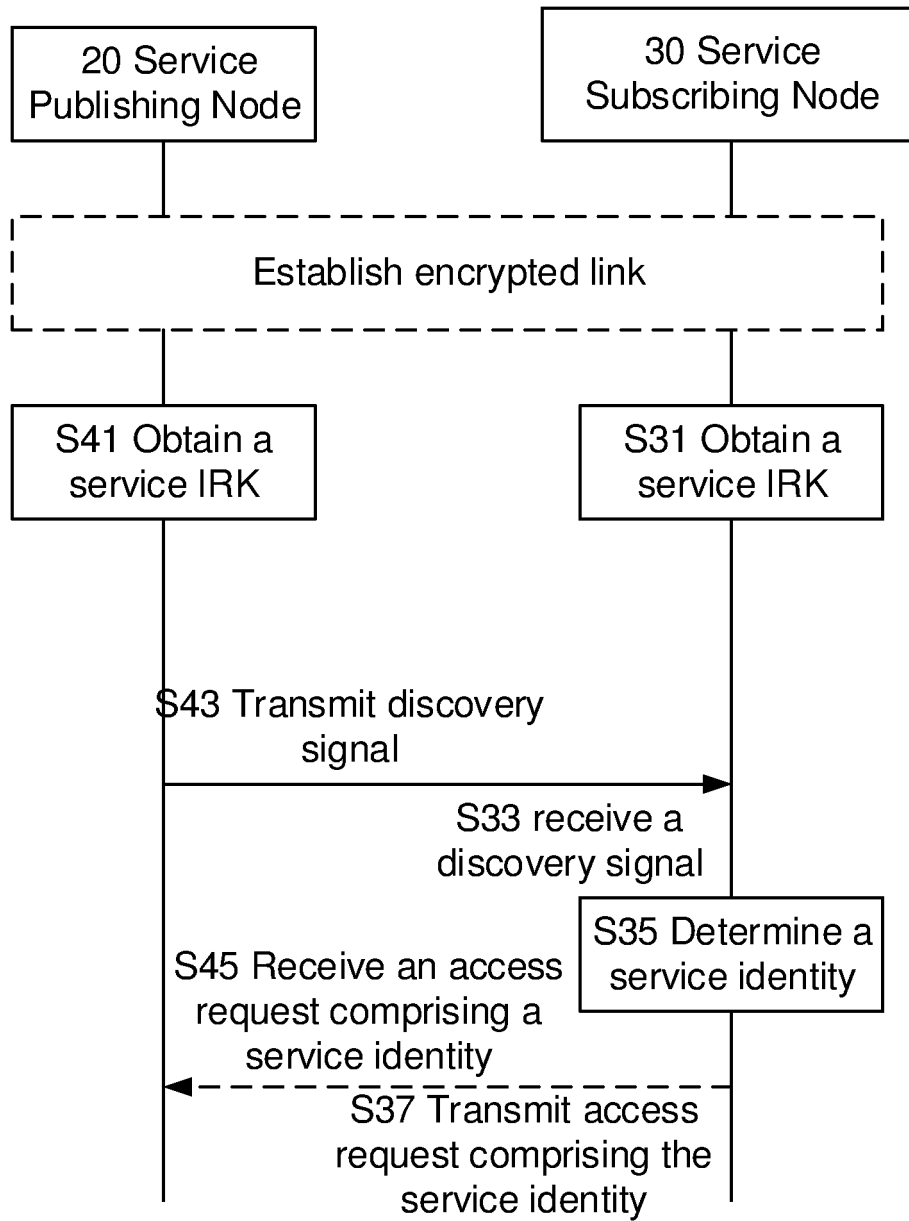 20 Service
Publishing Node
30 Service
Subscribing Node
Establish encrypted link
S41 Obtain a
service IRK
S31 Obtain a
service IRK
S43 Transmit discovery
signal
S33 receive a
discovery signal
S35 Determine a
service identity
S45 Receive an access
request comprising a
service identity
S37 Transmit access
request comprising the
service identity